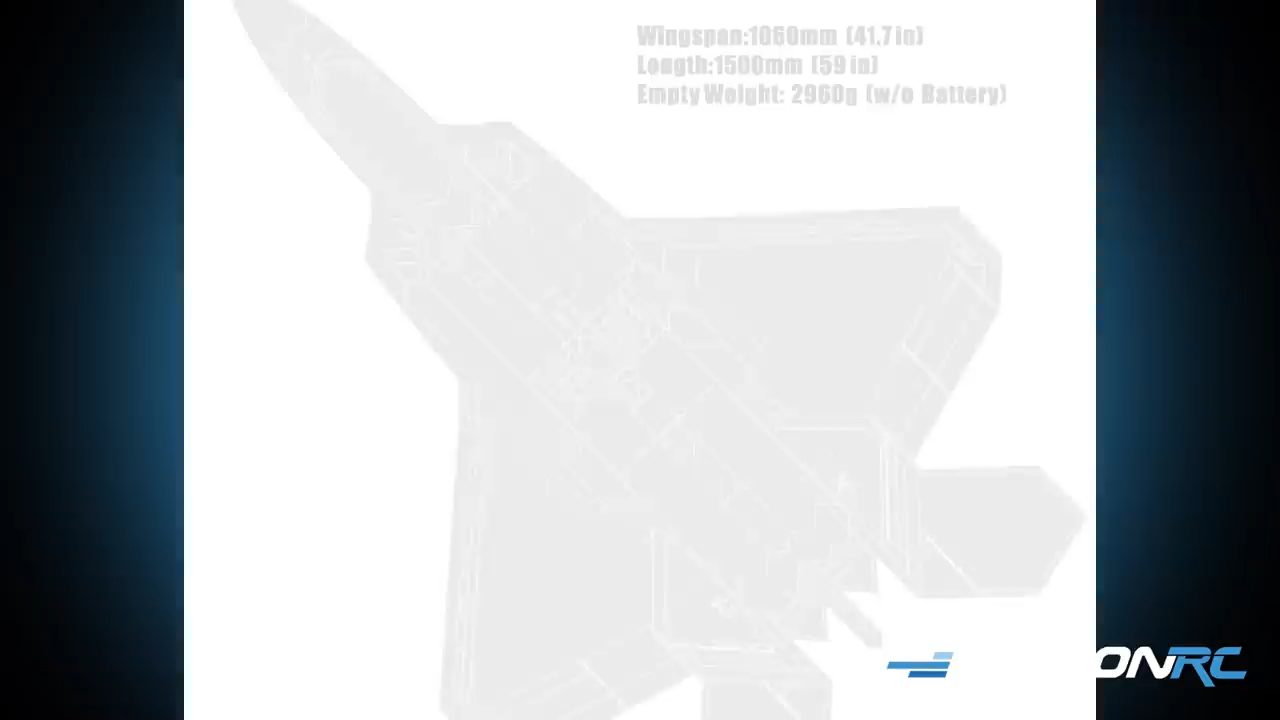 Wingspan:1060mm (41.7in)
Length:1500mm (59in)
Empty Weight: 2960g (w/o Battery)
ONRC